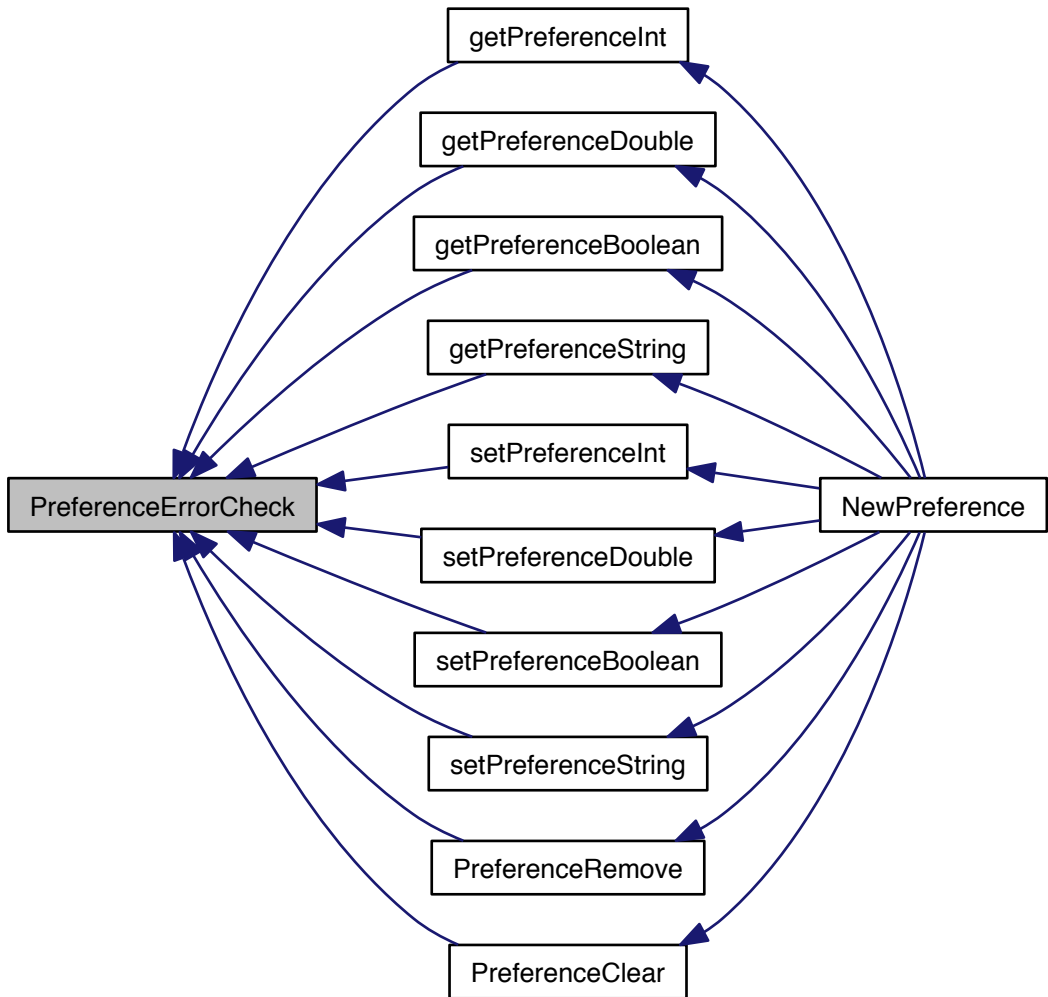 getPreferenceInt
getPreferenceDouble
getPreferenceBoolean
getPreferenceString
setPreferenceInt
PreferenceErrorCheck
NewPreference
setPreferenceDouble
setPreferenceBoolean
setPreferenceString
PreferenceRemove
PreferenceClear